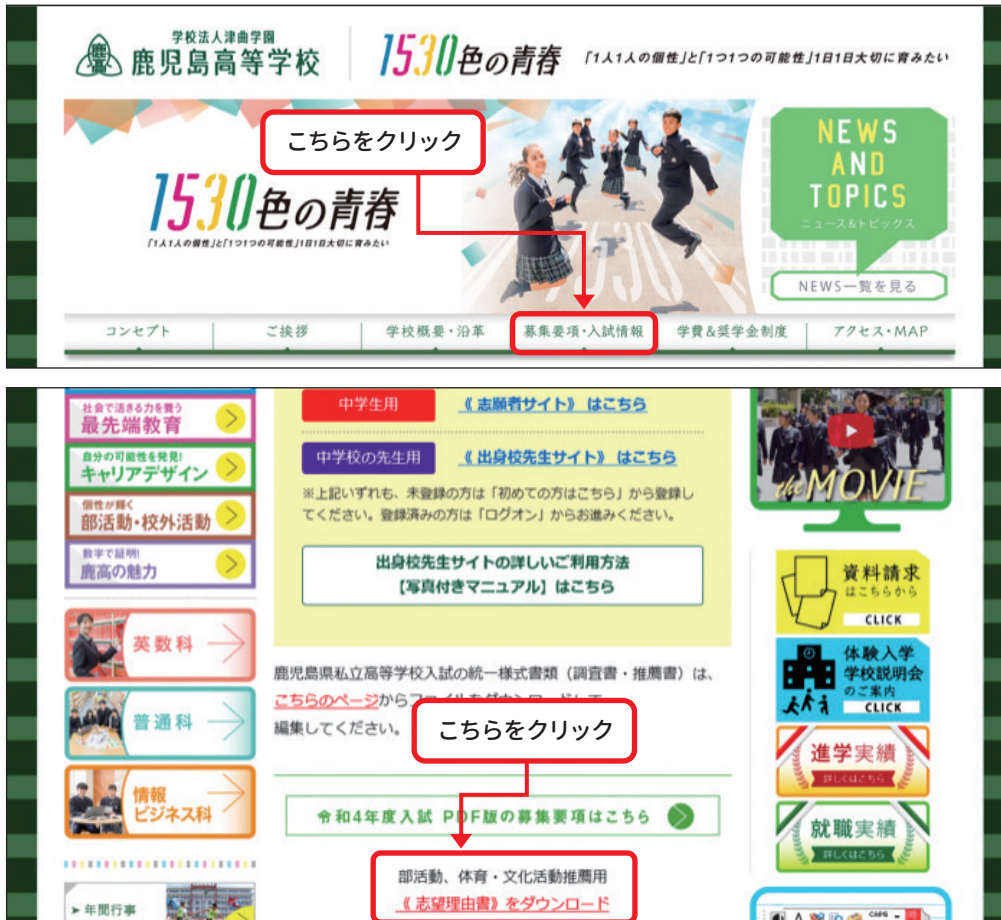 学校法人津曲学園
鹿児島高等学校
1530色の青春
「1人1人の個性」と「1つ1つの可能性」1日1日大切に育みたい
こちらをクリック
1530色の青春
「1人1人の個性」と「1つ1つの可能性」1日1日大切に育みたい
1530
NEWS
AND
TOPICS
ニュース&トピックス
NEWS一覧を見る
コンセプト
ご挨拶
学校概要・沿革
募集要項・入試情報
学費&奨学金制度
アクセス・MAP
社会で活きる力を養う
最先端教育
自分の可能性を発見!
キャリアデザイン
個性が輝く
部活動・校外活動
数字で証明!
鹿高の魅力
英数科
普通科
情報
ビジネス科
▶年間行事
中学生用
《志願者サイト》 はこちら
中学校の先生用
《出身校先生サイト》 はこちら
※上記いずれも、未登録の方は「初めての方はこちら」から登録し
てください。登録済みの方は「ログオン」からお進みください。
出身校先生サイトの詳しいご利用方法
【写真付きマニュアル】はこちら
鹿児島県私立高等学校入試の統一様式書類（調査書・推薦書）は、
こちらのページから
編集してください。
こちらをクリック
令和4年度入試 PDF版の募集要項はこちら
部活動、体育・文化活動推薦用
《志望理由書》をダウンロード
the MOVIE
資料請求
はこちらから
CLICK
体験入学
学校説明会
のご案内
CLICK
進学実績
詳しくはこちら
就職実績
詳しくはこちら